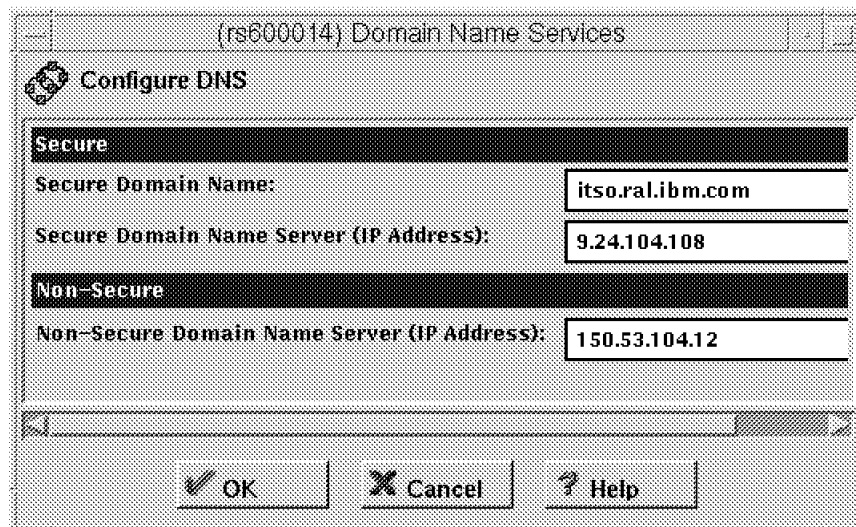 (rs600014) Domain Name Services
Configure DNS
Secure
Secure Domain Name: itso.ral.ibm.com
Secure Domain Name Server (IP Address): 9.24.104.108
Non-Secure
Non-Secure Domain Name Server (IP Address): 150.53.104.12
OK Cancel ? Help